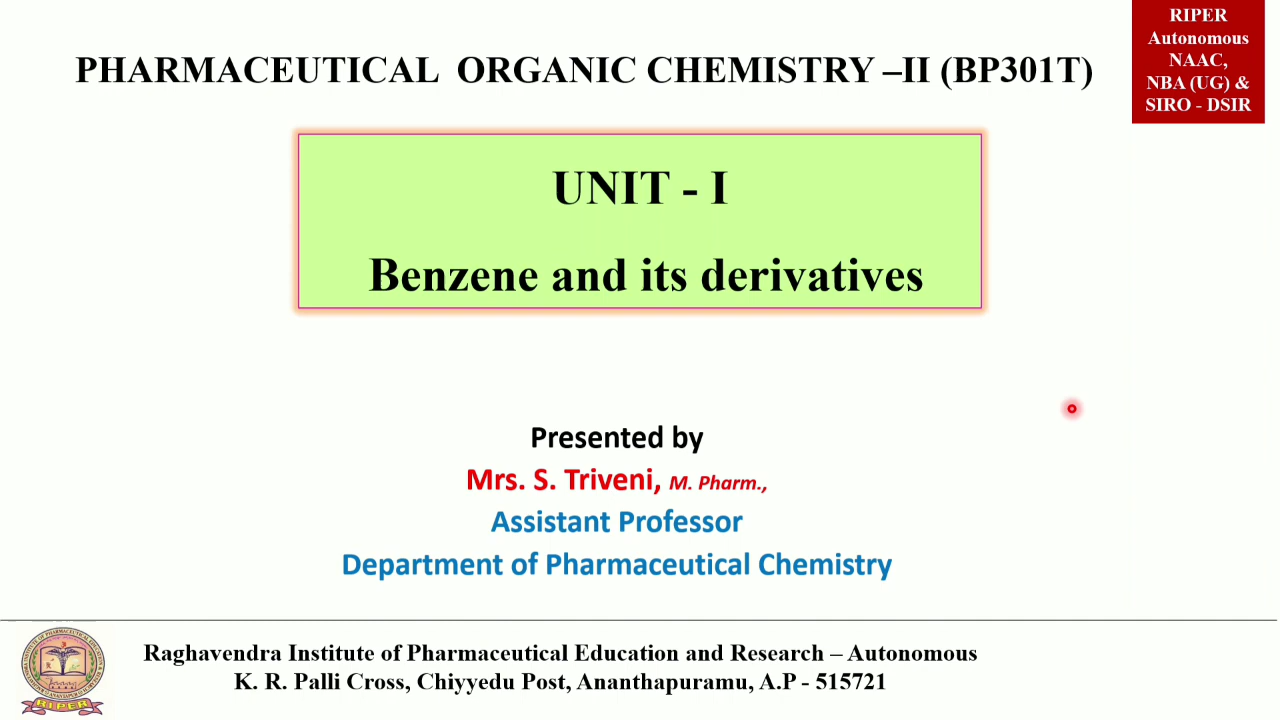 RIPER
Autonomous
NAAC,
NBA (UG) &
SIRO - DSIR
PHARMACEUTICAL ORGANIC CHEMISTRY –II (BP301T)
UNIT - I
Benzene and its derivatives
Presented by
Mrs. S. Triveni, M. Pharm.,
Assistant Professor
Department of Pharmaceutical Chemistry
Raghavendra Institute of Pharmaceutical Education and Research – Autonomous
K. R. Palli Cross, Chiyyedu Post, Ananthapuramu, A.P - 515721
RIPER